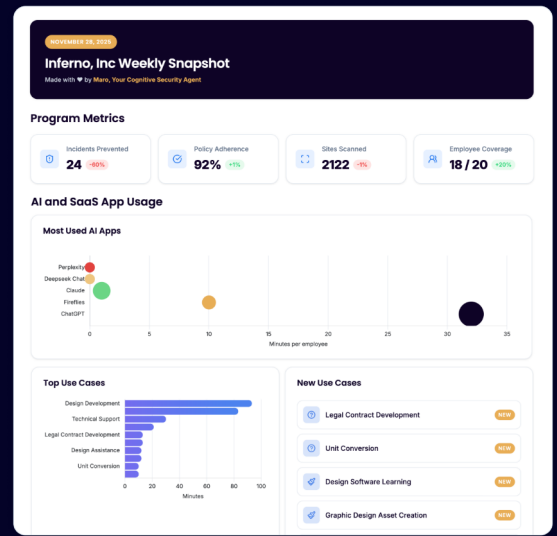 NOVEMBER 28, 2025
Inferno, Inc Weekly Snapshot
Made with ♥ by Maro, Your Cognitive Security Agent
Program Metrics
Incidents Prevented
24 -60%
Policy Adherence
92% +1%
Sites Scanned
2122 -1%
Employee Coverage
18 / 20 +20%
AI and SaaS App Usage
Most Used AI Apps
Perplexity
Deepseek Chat
Claude
Fireflies
ChatGPT
0 5 10 15 20 25 30 35
Minutes per employee
Top Use Cases
Design Development
Technical Support
Legal Contract Development
Design Assistance
Unit Conversion
0 20 40 60 80 100
Minutes
New Use Cases
Legal Contract Development NEW
Unit Conversion NEW
Design Software Learning NEW
Graphic Design Asset Creation NEW